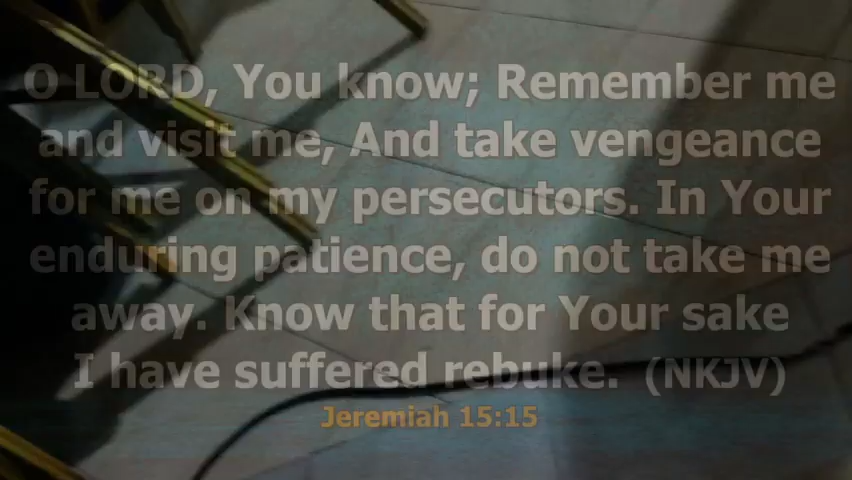 O LORD, You know; Remember me
and visit me, And take vengeance
for me on my persecutors. In Your
enduring patience, do not take me
away. Know that for Your sake
I have suffered rebuke. (NKJV)
Jeremiah 15:15